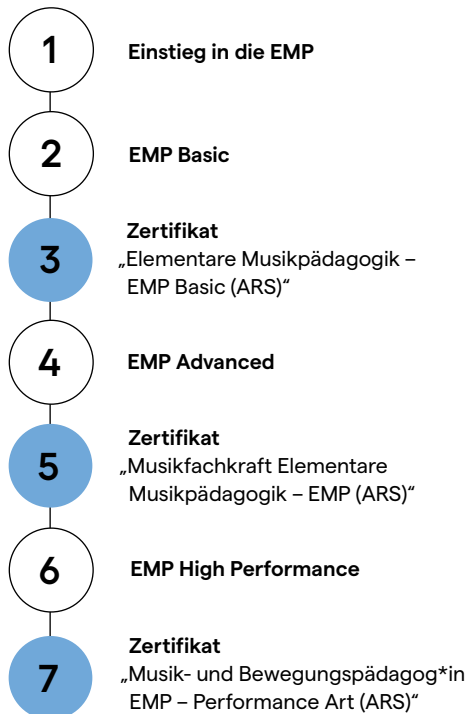 1
Einstieg in die EMP
2
EMP Basic
3
Zertifikat
„Elementare Musikpädagogik –
EMP Basic (ARS)“
4
EMP Advanced
5
Zertifikat
„Musikfachkraft Elementare
Musikpädagogik – EMP (ARS)“
6
EMP High Performance
7
Zertifikat
„Musik- und Bewegungspädagog*in
EMP – Performance Art (ARS)“